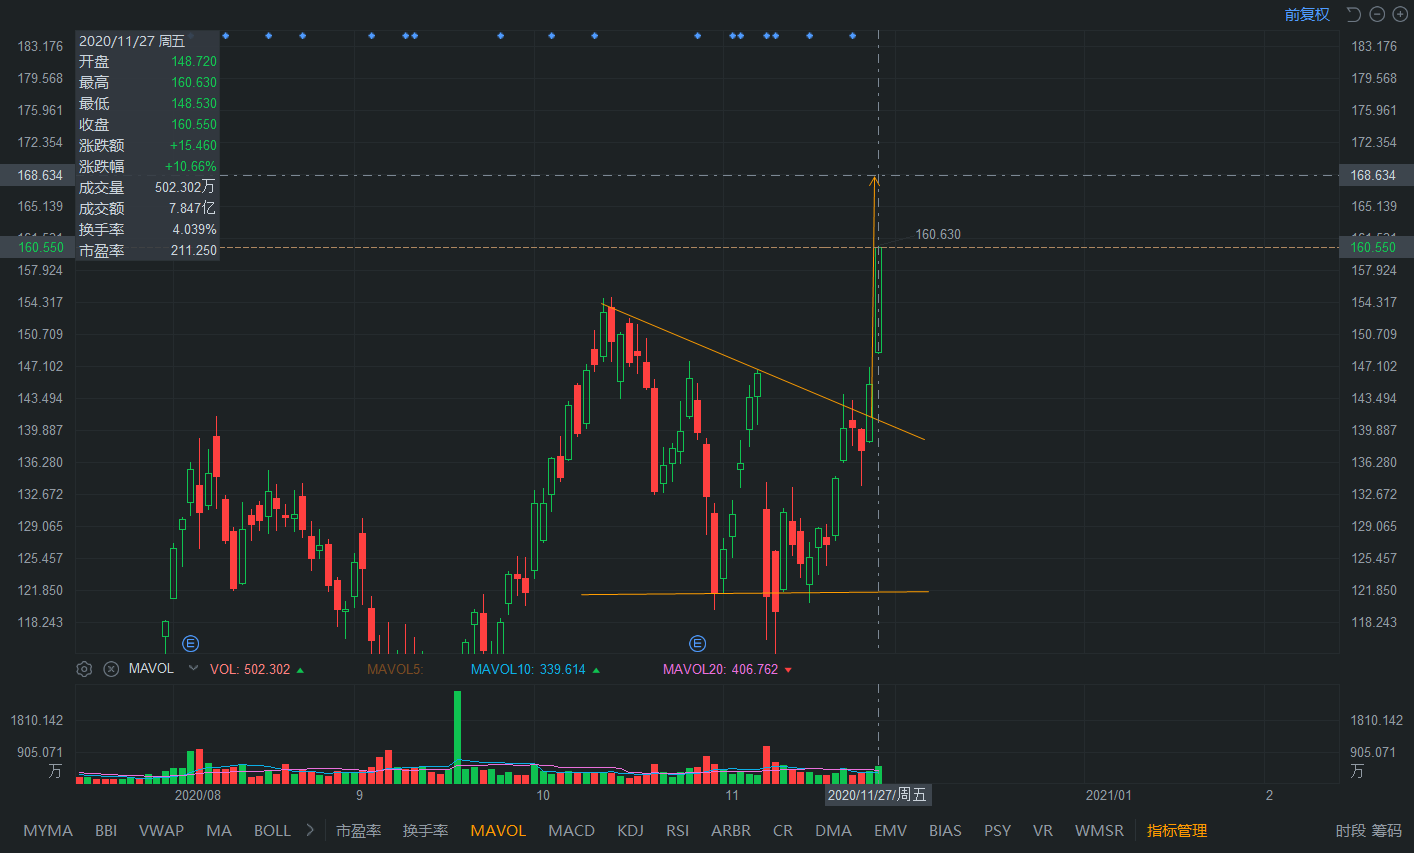 前复权
2020/11/27 周五
开盘 148.720
最高 160.630
最低 148.530
收盘 160.550
涨跌额 +15.460
涨跌幅 +10.66%
成交量 502.302万
成交额 7.847亿
换手率 4.039%
市盈率 211.250
183.176 183.176
179.568 179.568
175.961 175.961
172.354 172.354
168.634 168.634
165.139 165.139
160.630
160.550 160.550
157.924 157.924
154.317 154.317
150.709 150.709
147.102 147.102
143.494 143.494
139.887 139.887
136.280 136.280
132.672 132.672
129.065 129.065
125.457 125.457
121.850 121.850
118.243 118.243
E E
MAVOL VOL: 502.302 MAVOL5: MAVOL10: 339.614 MAVOL20: 406.762
1810.142 1810.142
905.071 905.071
万 万
2020/08 9 10 11 2020/11/27/周五 2021/01 2
MYMA BBI VWAP MA BOLL 市盈率 换手率 MAVOL MACD KDJ RSI ARBR CR DMA EMV BIAS PSY VR WMSR 指标管理 时段 筹码